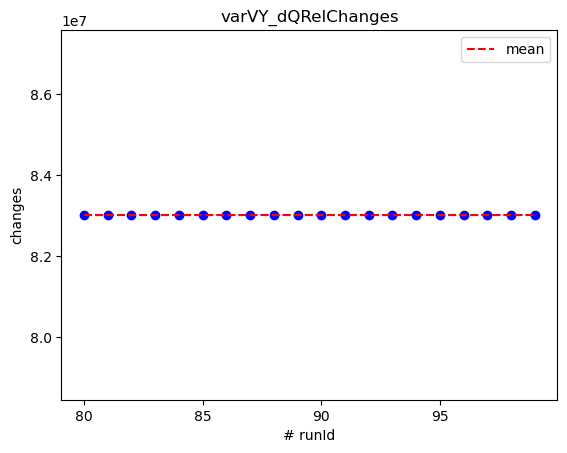 varVY_dQRelChanges
1e7
mean
8.6
8.4
8.2
8.0
changes
80 85 90 95
# runId